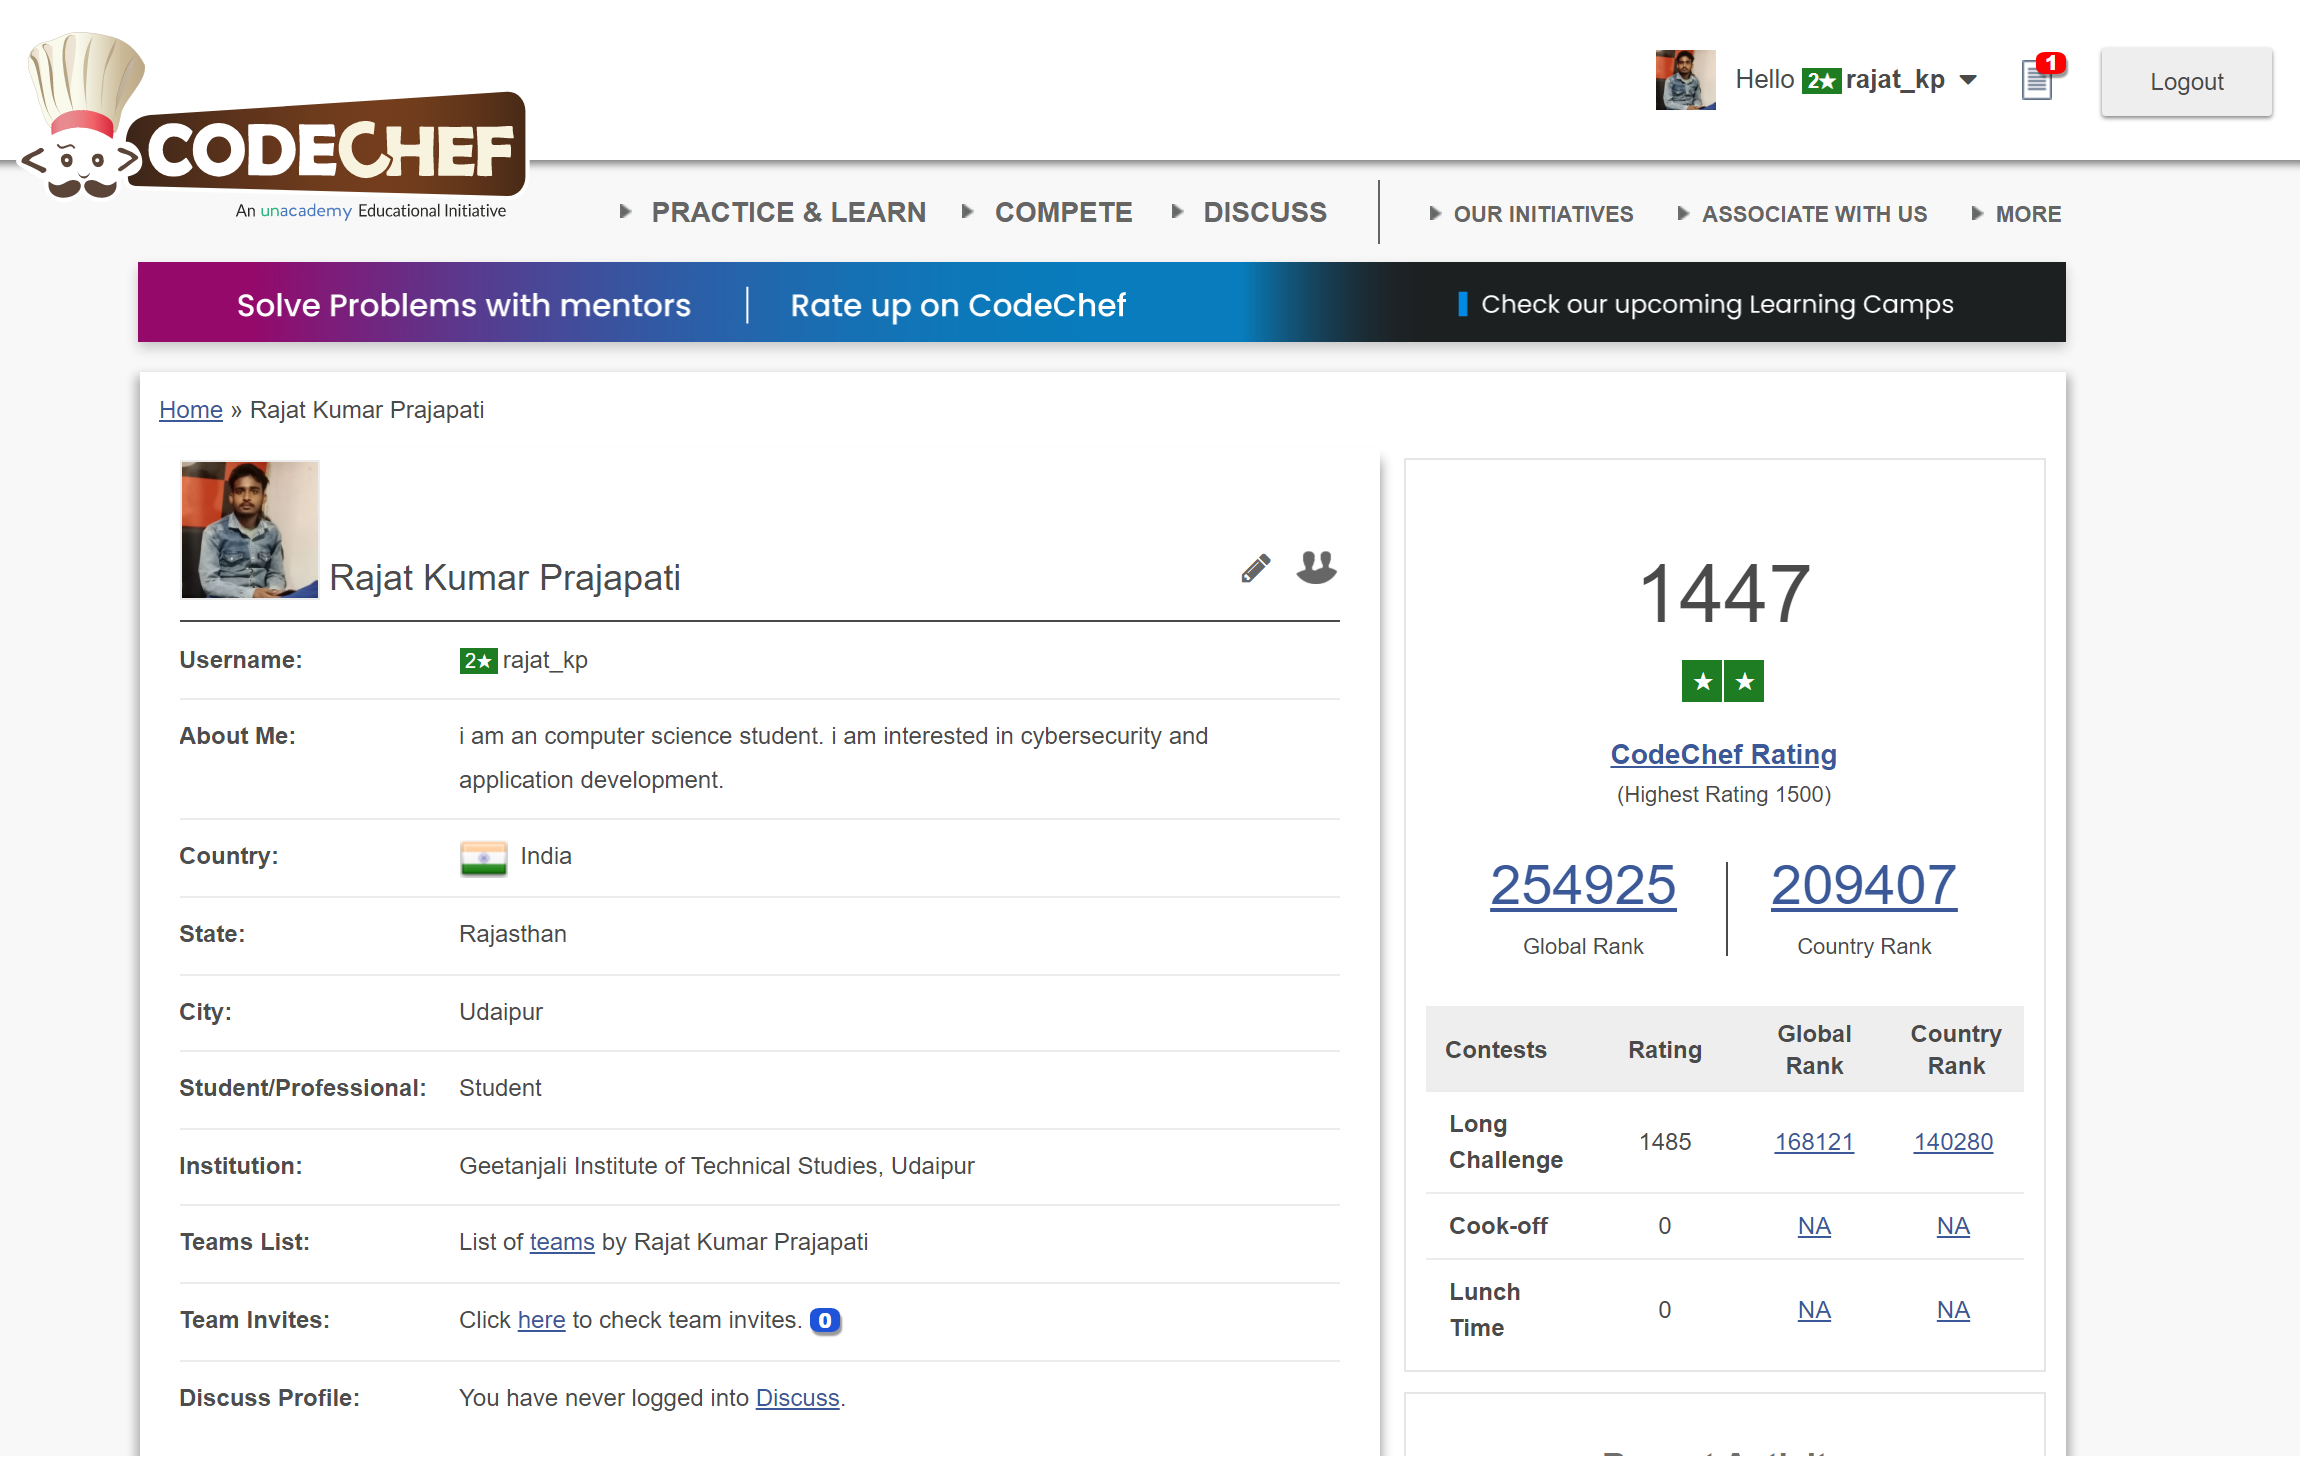 Hello 2★ rajat_kp
1
Logout
CODECHEF
An unacademy Educational Initiative
PRACTICE & LEARN
COMPETE
DISCUSS
OUR INITIATIVES
ASSOCIATE WITH US
MORE
Solve Problems with mentors | Rate up on CodeChef
Check our upcoming Learning Camps
Home » Rajat Kumar Prajapati
Rajat Kumar Prajapati
Username: 2★ rajat_kp
About Me: i am an computer science student. i am interested in cybersecurity and
application development.
Country: India
State: Rajasthan
City: Udaipur
Student/Professional: Student
Institution: Geetanjali Institute of Technical Studies, Udaipur
Teams List: List of teams by Rajat Kumar Prajapati
Team Invites: Click here to check team invites. 0
Discuss Profile: You have never logged into Discuss.
1447
★★
CodeChef Rating
(Highest Rating 1500)
254925 209407
Global Rank Country Rank
Contests Rating Global Rank Country Rank
Long Challenge 1485 168121 140280
Cook-off 0 NA NA
Lunch Time 0 NA NA